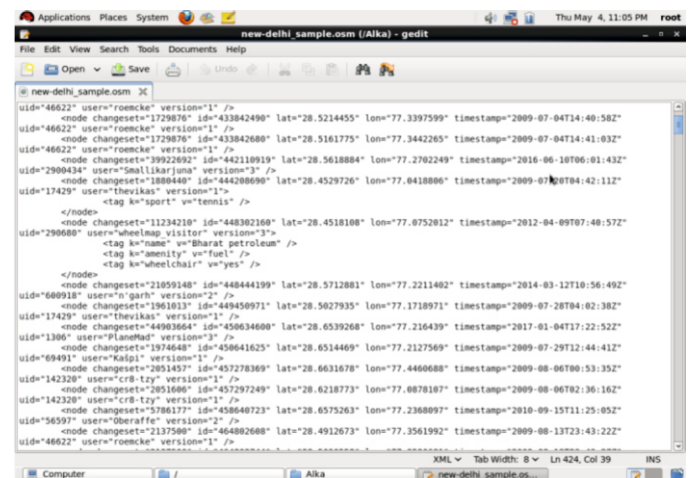 Applications Places System Thu May 4, 11:05 PM root
new-delhi_sample.osm (/Alka) - gedit
File Edit View Search Tools Documents Help
Open Save Undo
new-delhi_sample.osm
uid="46622" user="roemcke" version="1" />
<node changeset="1729876" id="433842490" lat="28.5214455" lon="77.3397599" timestamp="2009-07-04T14:40:58Z"
uid="46622" user="roemcke" version="1" />
<node changeset="1729876" id="433842680" lat="28.5161775" lon="77.3442265" timestamp="2009-07-04T14:41:03Z"
uid="46622" user="roemcke" version="1" />
<node changeset="39922692" id="442110919" lat="28.5618884" lon="77.2702249" timestamp="2016-06-10T06:01:43Z"
uid="2900434" user="Smallikarjuna" version="3" />
<node changeset="1880440" id="444208690" lat="28.4529726" lon="77.0418806" timestamp="2009-07-20T04:42:11Z"
uid="17429" user="thevikas" version="1">
<tag k="sport" v="tennis" />
</node>
<node changeset="11234210" id="448302160" lat="28.4518108" lon="77.0752012" timestamp="2012-04-09T07:40:57Z"
uid="290680" user="wheelmap_visitor" version="3">
<tag k="name" v="Bharat petroleum" />
<tag k="amenity" v="fuel" />
<tag k="wheelchair" v="yes" />
</node>
<node changeset="21059148" id="448444199" lat="28.5712881" lon="77.2211402" timestamp="2014-03-12T10:56:49Z"
uid="600918" user="n'garh" version="2" />
<node changeset="1961013" id="449450971" lat="28.5027935" lon="77.1718971" timestamp="2009-07-28T04:02:38Z"
uid="17429" user="thevikas" version="1" />
<node changeset="44903664" id="450634600" lat="28.6539268" lon="77.216439" timestamp="2017-01-04T17:22:52Z"
uid="1306" user="PlaneMad" version="3" />
<node changeset="1974648" id="450641625" lat="28.6514469" lon="77.2127569" timestamp="2009-07-29T12:44:41Z"
uid="69491" user="Kašpi" version="1" />
<node changeset="2051457" id="457278369" lat="28.6631678" lon="77.4460688" timestamp="2009-08-06T00:53:35Z"
uid="142320" user="cr8-tzy" version="1" />
<node changeset="2051606" id="457297249" lat="28.6218773" lon="77.0878107" timestamp="2009-08-06T02:36:16Z"
uid="142320" user="cr8-tzy" version="1" />
<node changeset="5786177" id="458640723" lat="28.6575263" lon="77.2368097" timestamp="2010-09-15T11:25:05Z"
uid="56597" user="Oberaffe" version="2" />
<node changeset="2137500" id="464802608" lat="28.4912673" lon="77.3561992" timestamp="2009-08-13T23:43:22Z"
uid="46622" user="roemcke" version="1" />
XML Tab Width: 8 Ln 424, Col 39 INS
Computer / Alka new-delhi_sample.os...